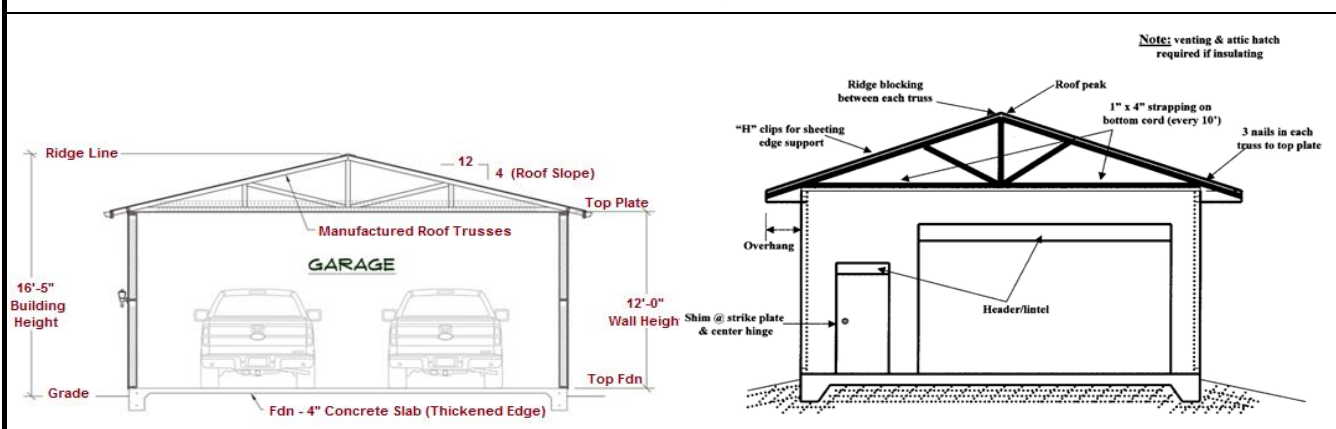 Ridge Line
12
4 (Roof Slope)
Top Plate
Manufactured Roof Trusses
GARAGE
16'-5"
Building
Height
12'-0"
Wall Heigh
Top Fdn
Grade
Fdn - 4" Concrete Slab (Thickened Edge)
Note: venting & attic hatch
required if insulating
Ridge blocking
between each truss
Roof peak
1" x 4" strapping on
bottom cord (every 10')
"H" clips for sheeting
edge support
3 nails in each
truss to top plate
Overhang
Header/lintel
Shim @ strike plate
& center hinge